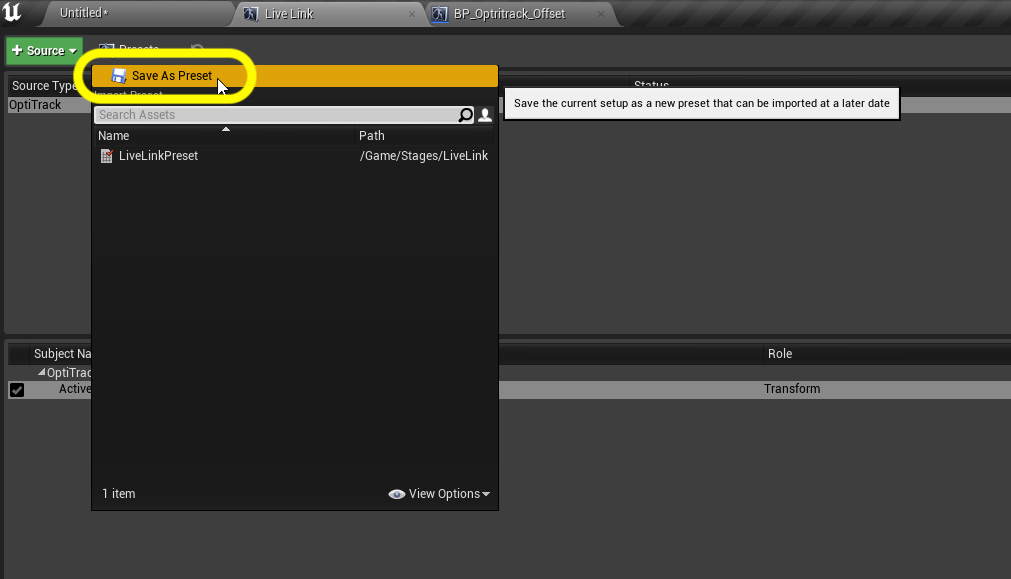 Untitled*
Live Link
BP_Optritrack_Offset
Source
Presets
Save As Preset
Source Type
Status
Import Preset
Save the current setup as a new preset that can be imported at a later date
OptiTrack
Search Assets
Name
Path
LiveLinkPreset
/Game/Stages/LiveLink
Subject Na
Role
OptiTrac
Active
Transform
1 item
View Options